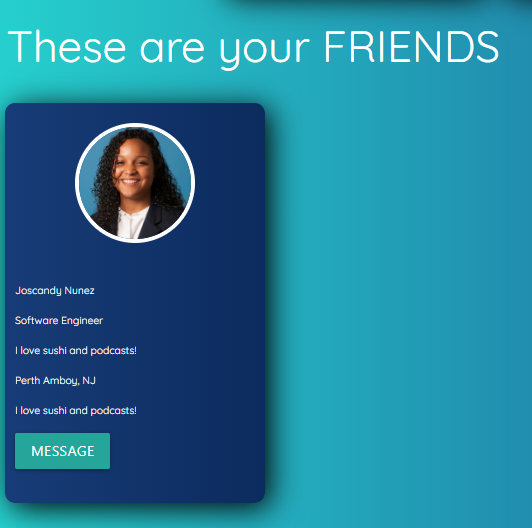 These are your FRIENDS
Joscandy Nunez
Software Engineer
I love sushi and podcasts!
Perth Amboy, NJ
I love sushi and podcasts!
MESSAGE